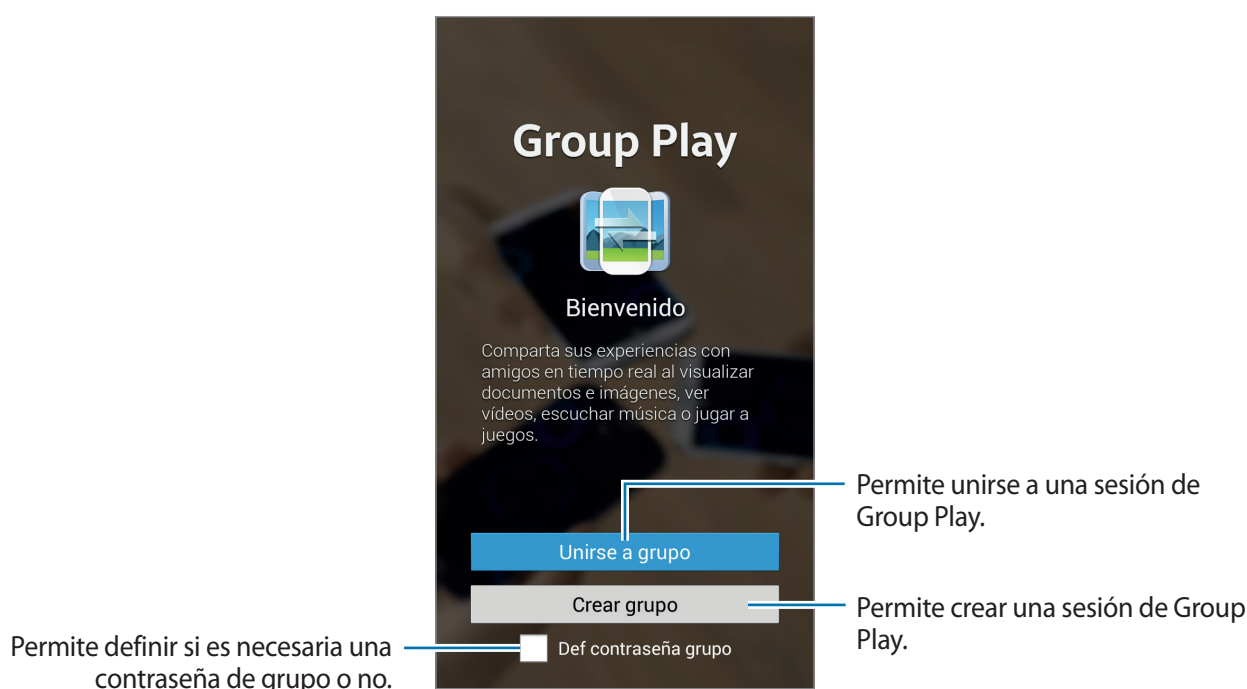 Group Play
Bienvenido
Comparta sus experiencias con
amigos en tiempo real al visualizar
documentos e imágenes, ver
vídeos, escuchar música o jugar a
juegos.
Permite unirse a una sesión de
Group Play.
Unirse a grupo
Crear grupo
Permite crear una sesión de Group
Play.
Permite definir si es necesaria una
contraseña de grupo o no.
Def contraseña grupo